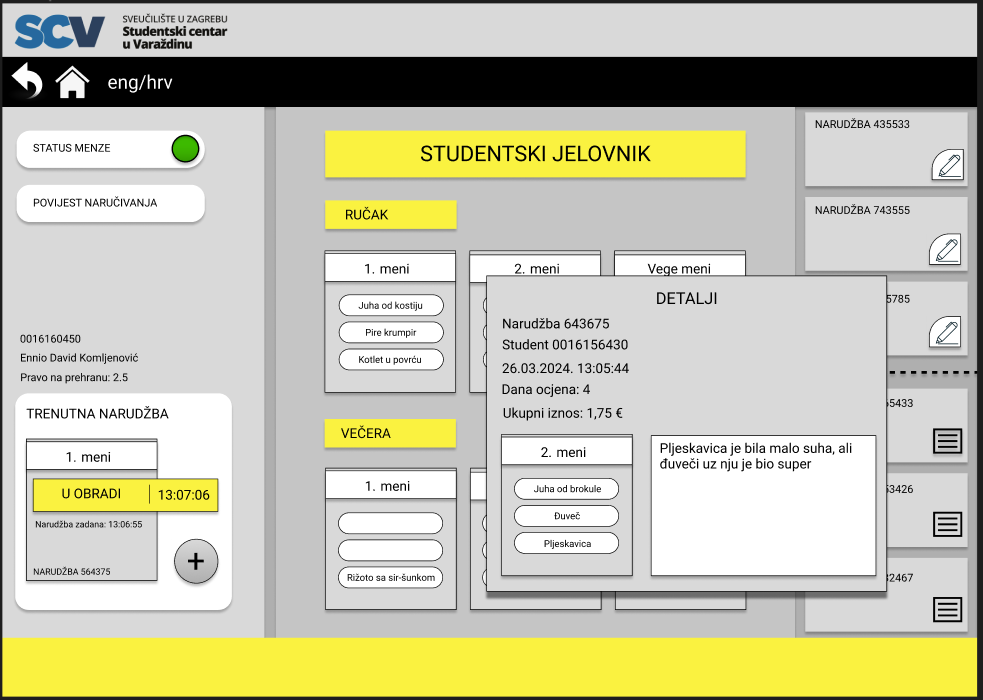 SCV
SVEUČILIŠTE U ZAGREBU
Studentski centar
u Varaždinu
eng/hrv
STATUS MENZE
POVIJEST NARUČIVANJA
0016160450
Ennio David Komljenović
Pravo na prehranu: 2.5
TRENUTNA NARUDŽBA
1. meni
U OBRADI 13:07:06
Narudžba zadana: 13:06:55
NARUDŽBA 564375
+
STUDENTSKI JELOVNIK
RUČAK
1. meni
Juha od kostiju
Pire krumpir
Kotlet u povrću
2. meni
Vege meni
VEČERA
1. meni
Rižoto sa sir-šunkom
DETALJI
Narudžba 643675
Student 0016156430
26.03.2024. 13:05:44
Dana ocjena: 4
Ukupni iznos: 1,75 €
2. meni
Juha od brokule
Đuveč
Pljeskavica
Pljeskavica je bila malo suha, ali
đuveči uz nju je bio super
NARUDŽBA 435533
NARUDŽBA 743555
5785
5433
3426
2467